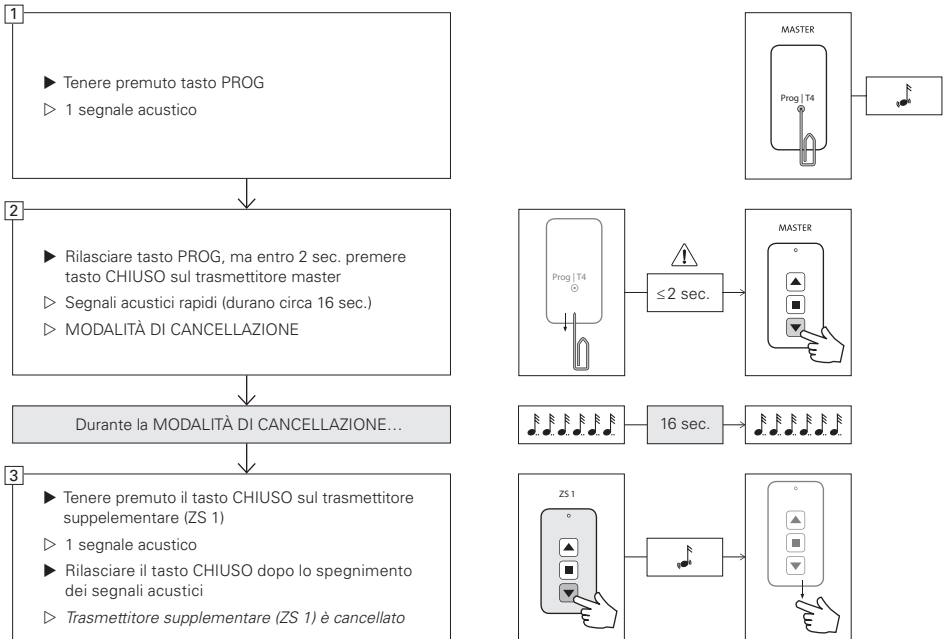 1
▶ Tenere premuto tasto PROG
▷ 1 segnale acustico
MASTER
Prog | T4
2
▶ Rilasciare tasto PROG, ma entro 2 sec. premere
tasto CHIUSO sul trasmettitore master
▷ Segnali acustici rapidi (durano circa 16 sec.)
▷ MODALITÀ DI CANCELLAZIONE
Prog | T4
≤2 sec.
MASTER
Durante la MODALITÀ DI CANCELLAZIONE…
16 sec.
3
▶ Tenere premuto il tasto CHIUSO sul trasmettitore
suppelementare (ZS 1)
▷ 1 segnale acustico
▶ Rilasciare il tasto CHIUSO dopo lo spegnimento
dei segnali acustici
▷ Trasmettitore supplementare (ZS 1) è cancellato
ZS 1